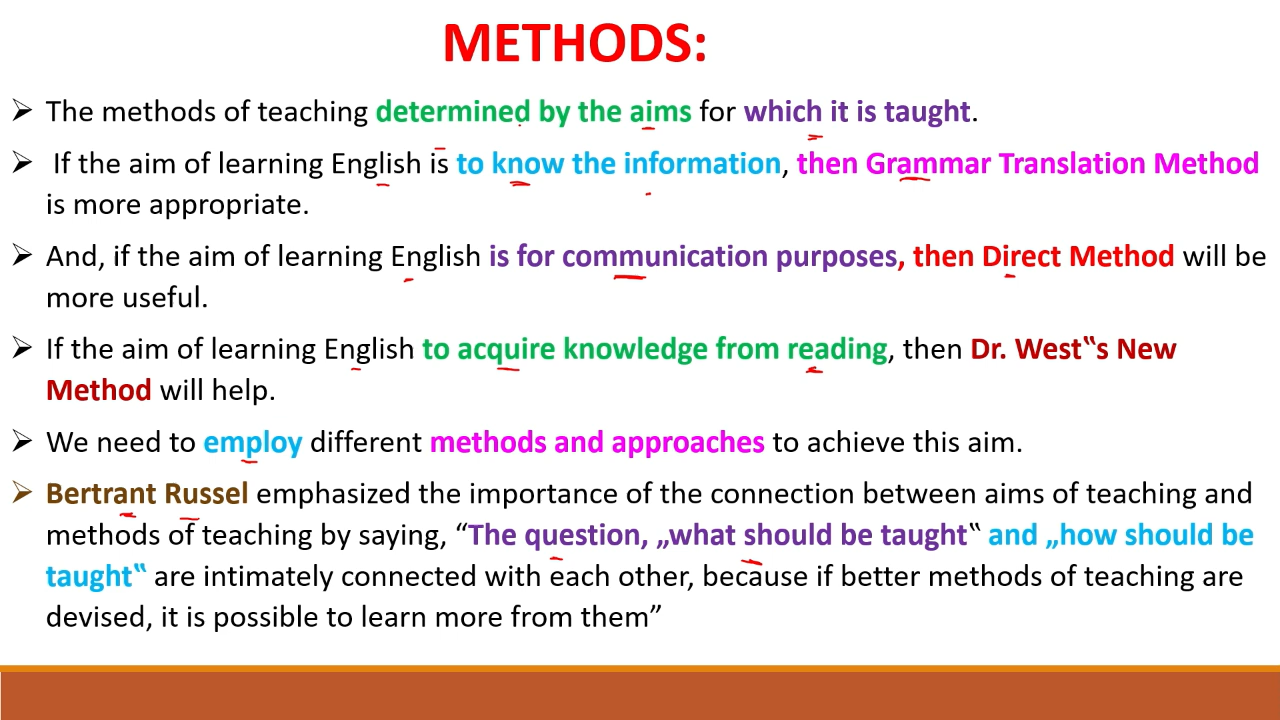 METHODS:
➢ The methods of teaching determined by the aims for which it is taught.
➢ If the aim of learning English is to know the information, then Grammar Translation Method
is more appropriate.
➢ And, if the aim of learning English is for communication purposes, then Direct Method will be
more useful.
➢ If the aim of learning English to acquire knowledge from reading, then Dr. West‟s New
Method will help.
➢ We need to employ different methods and approaches to achieve this aim.
➢ Bertrant Russel emphasized the importance of the connection between aims of teaching and
methods of teaching by saying, “The question, „what should be taught‟ and „how should be
taught‟ are intimately connected with each other, because if better methods of teaching are
devised, it is possible to learn more from them”